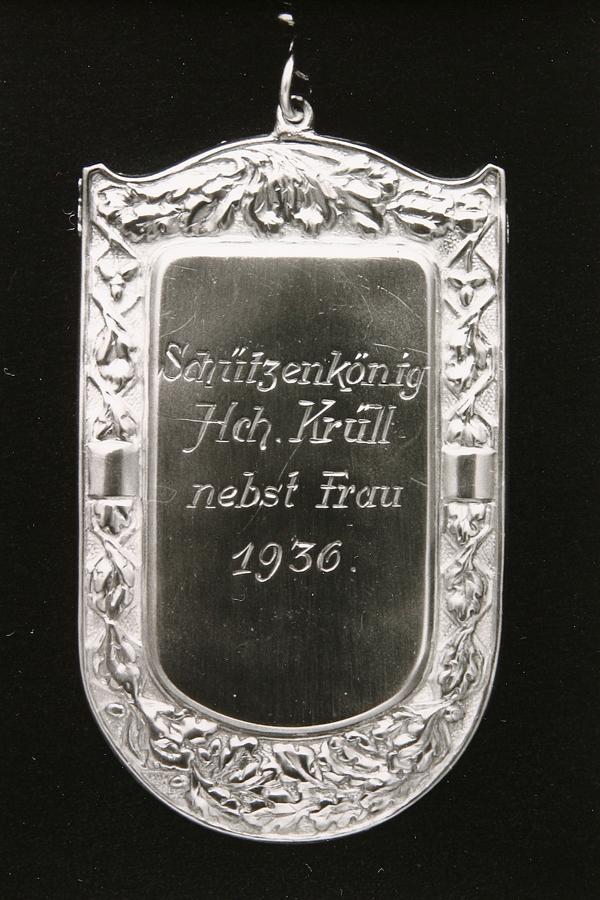 Schützenkönig
Hch. Krüll
nebst Frau
1936.